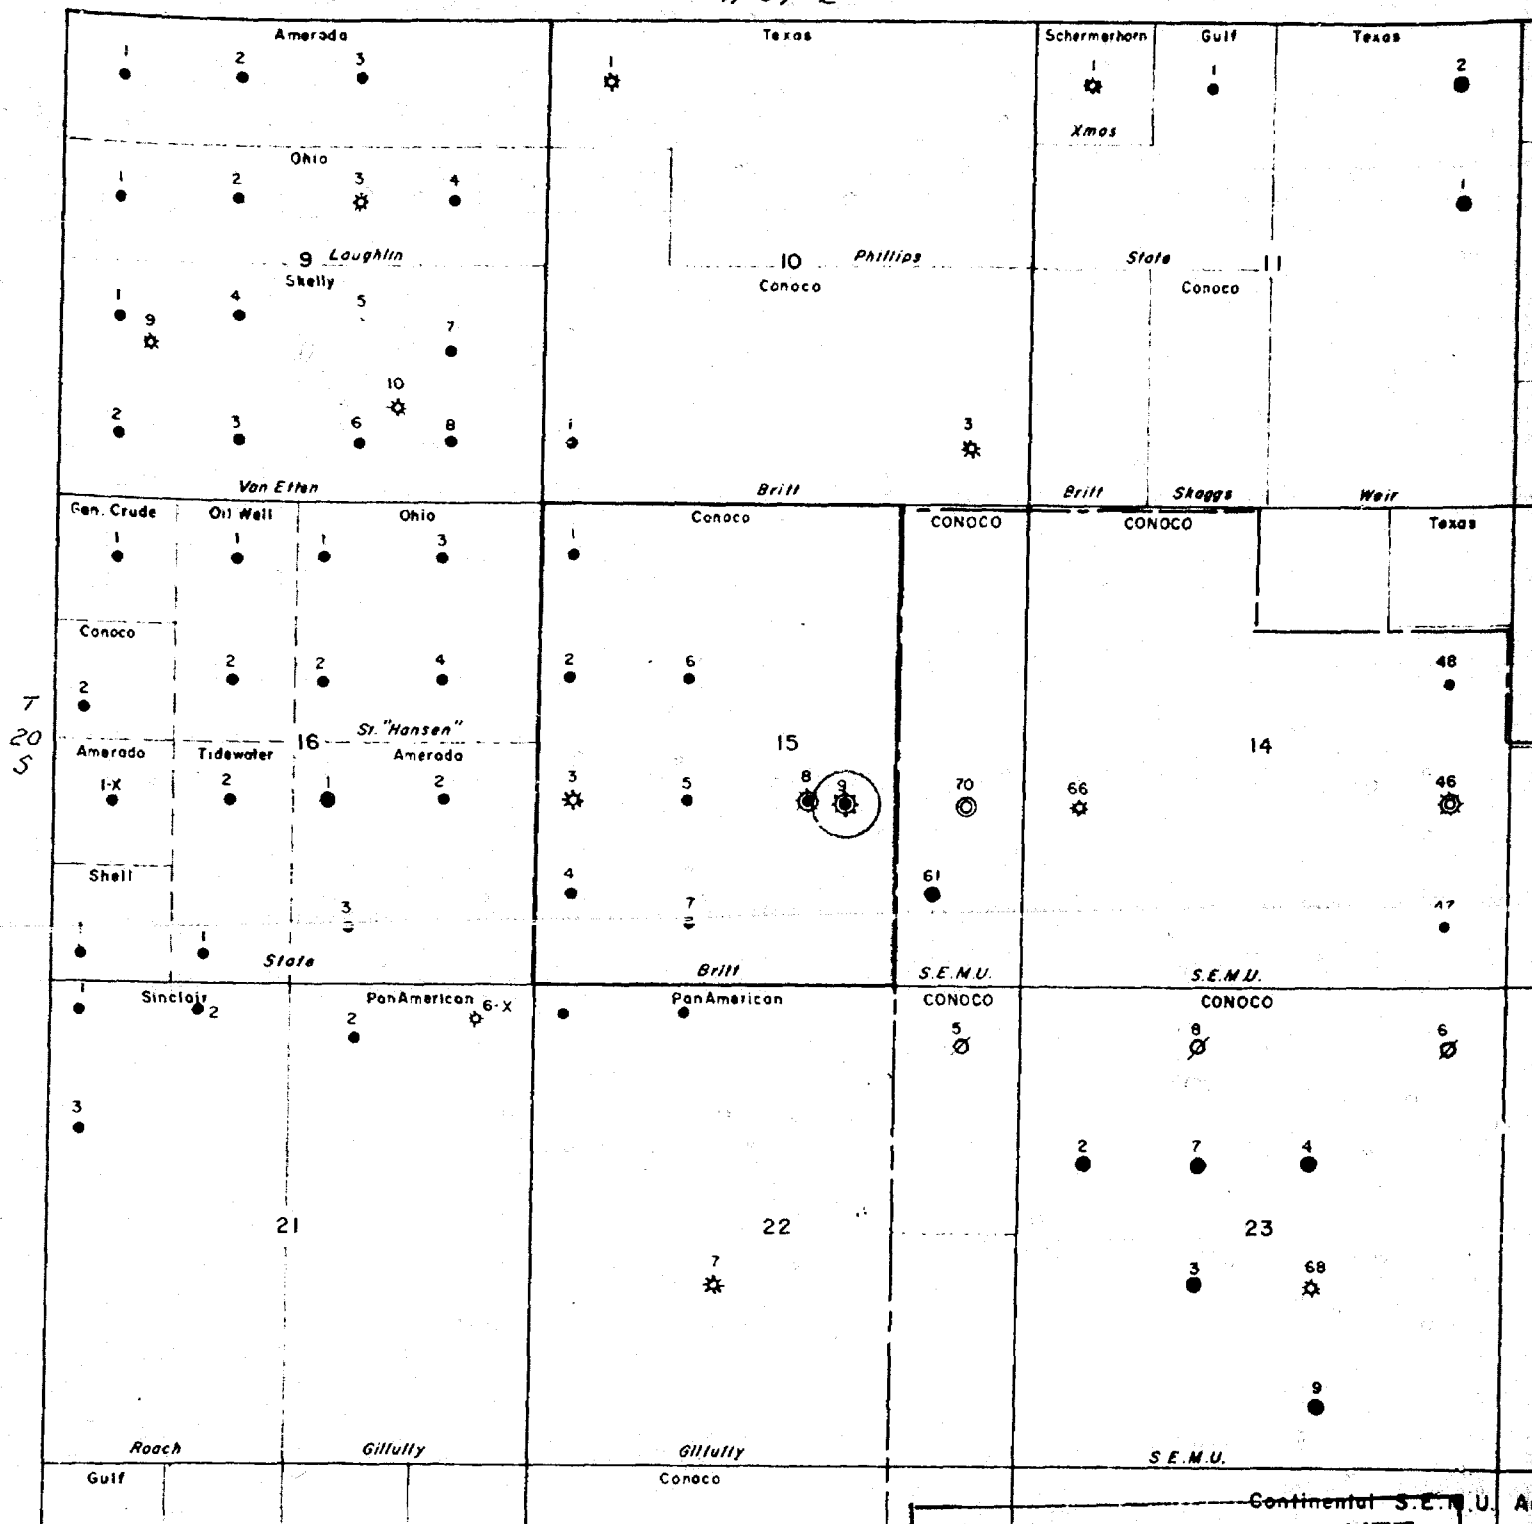 Amerada Texas Schermerhorn Gulf Texas
1 2 3 1 1 1 2
Xmas
Ohio
1 2 3 4 1
9 Laughlin 10 Phillips State 11
Skelly Conoco Conoco
1 4 5
9 7
10
2 3 6 8 1 3
Van Etten Britt Britt Skaggs Weir
Gen. Crude Oil Well Ohio Conoco CONOCO CONOCO Texas
1 1 1 3 1
Conoco
2 2 4 2 6 48
2
T
20
S
St. "Hansen"
16 15 14
Amerado Tidewater Amerada
1-X 2 1 2 3 5 8 9 70 66 46
Shell 4 61
3 7 47
1 1
State Britt S.E.M.U. S.E.M.U.
1 Sinclair 2 PanAmerican 6-X PanAmerican CONOCO CONOCO
2 5 8 6
3
2 7 4
21 22 23
7 3 68
9
Roach Gillully Gillully S.E.M.U.
Gulf Conoco
Continental S.E.M.U.